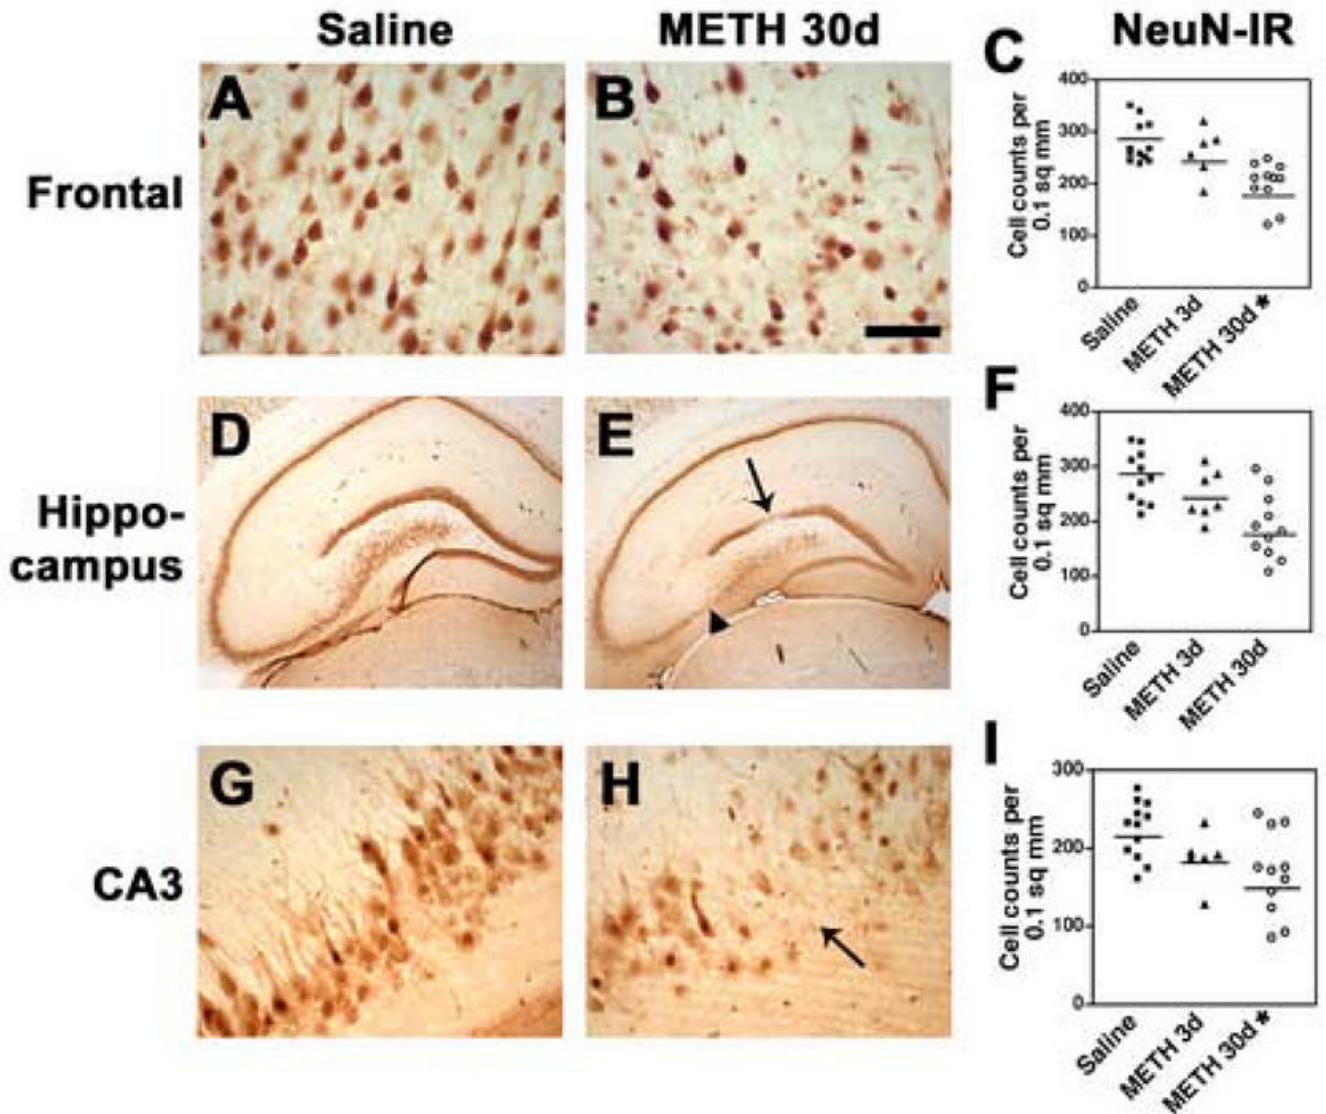 Saline
METH 30d
NeuN-IR
Frontal
A
B
C
400
300
200
100
0
Cell counts per
0.1 sq mm
Saline
METH 3d
METH 30d*
Hippo-
campus
D
E
F
400
300
200
100
0
Cell counts per
0.1 sq mm
Saline
METH 3d
METH 30d
CA3
G
H
I
300
200
100
0
Cell counts per
0.1 sq mm
Saline
METH 3d
METH 30d*